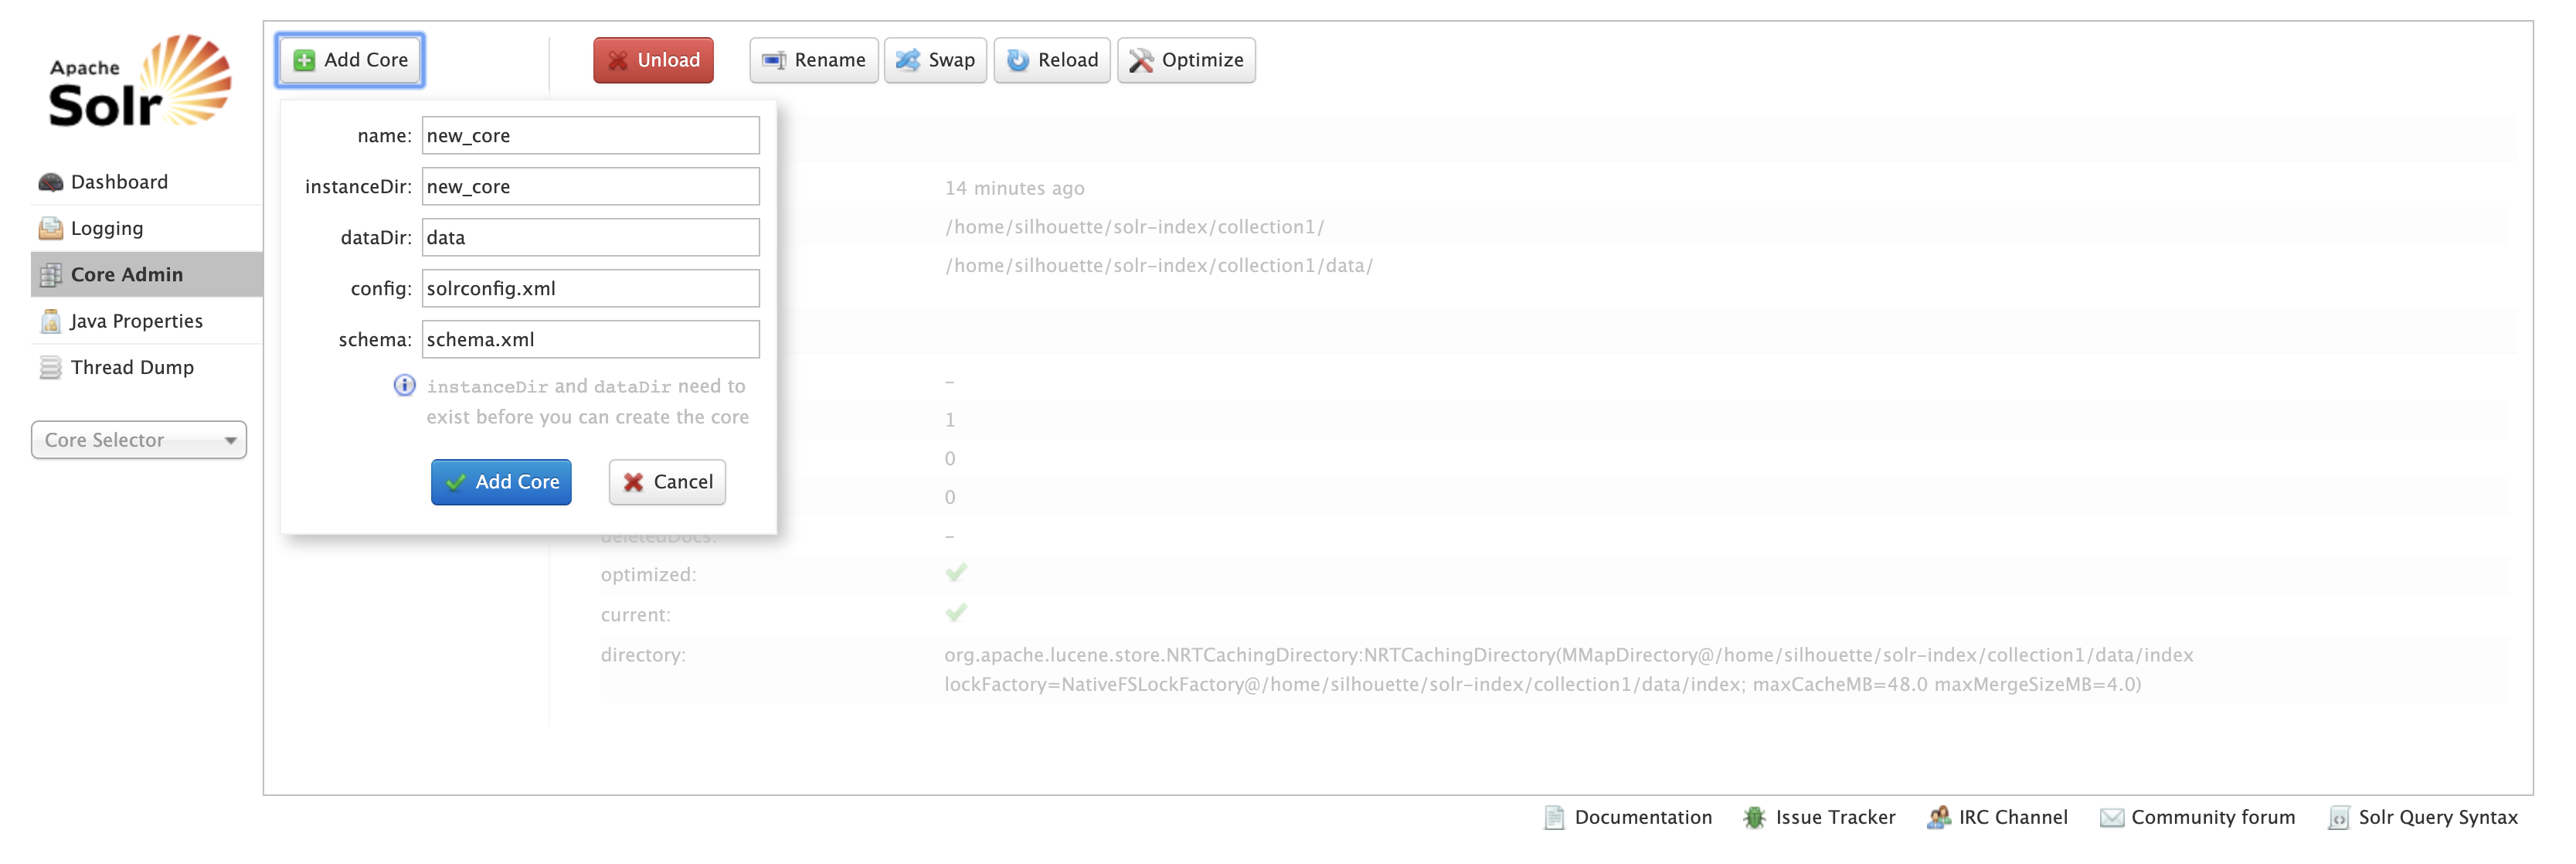 Apache
Solr
Dashboard
Logging
Core Admin
Java Properties
Thread Dump
Core Selector
Add Core
Unload Rename Swap Reload Optimize
name: new_core
instanceDir: new_core
dataDir: data
config: solrconfig.xml
schema: schema.xml
instanceDir and dataDir need to
exist before you can create the core
Add Core Cancel
14 minutes ago
/home/silhouette/solr-index/collection1/
/home/silhouette/solr-index/collection1/data/
–
1
0
0
deletedDocs: –
optimized:
current:
directory: org.apache.lucene.store.NRTCachingDirectory:NRTCachingDirectory(MMapDirectory@/home/silhouette/solr-index/collection1/data/index
lockFactory=NativeFSLockFactory@/home/silhouette/solr-index/collection1/data/index; maxCacheMB=48.0 maxMergeSizeMB=4.0)
Documentation Issue Tracker IRC Channel Community forum Solr Query Syntax